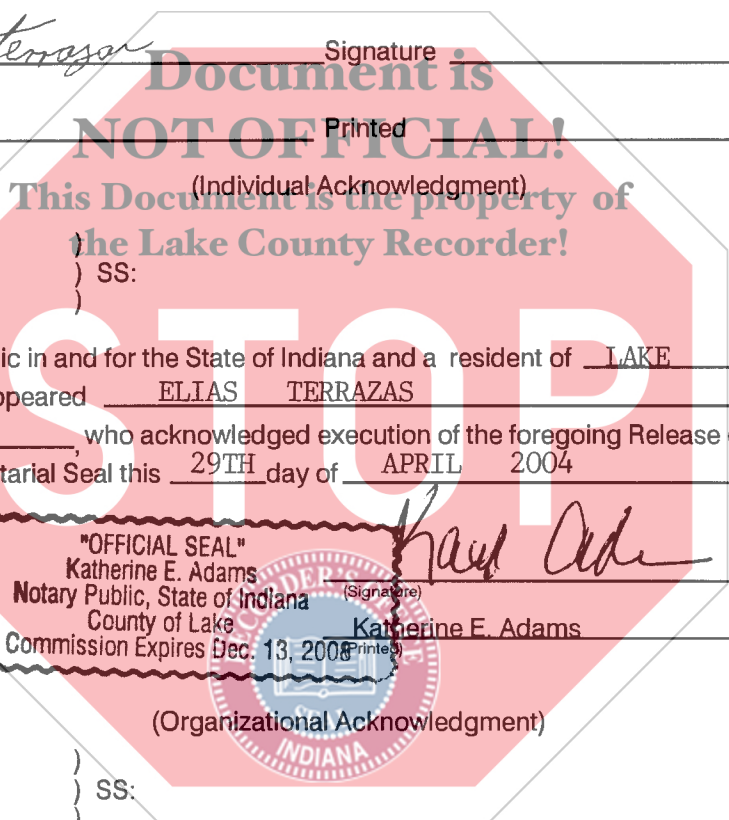 Terrazas Signature
Document is
NOT OFFICIAL!
Printed
This Document is the property of
(Individual Acknowledgment)
the Lake County Recorder!
)
) SS:
)
STOP
ic in and for the State of Indiana and a resident of LAKE
ppeared ELIAS TERRAZAS
, who acknowledged execution of the foregoing Release
tarial Seal this 29TH day of APRIL 2004
"OFFICIAL SEAL"
Katherine E. Adams
Notary Public, State of Indiana
County of Lake
Commission Expires Dec. 13, 2008
(Signature)
Katherine E. Adams
(Printed)
RECORDER'S OFFICE
SEAL
INDIANA
(Organizational Acknowledgment)
)
) SS:
)